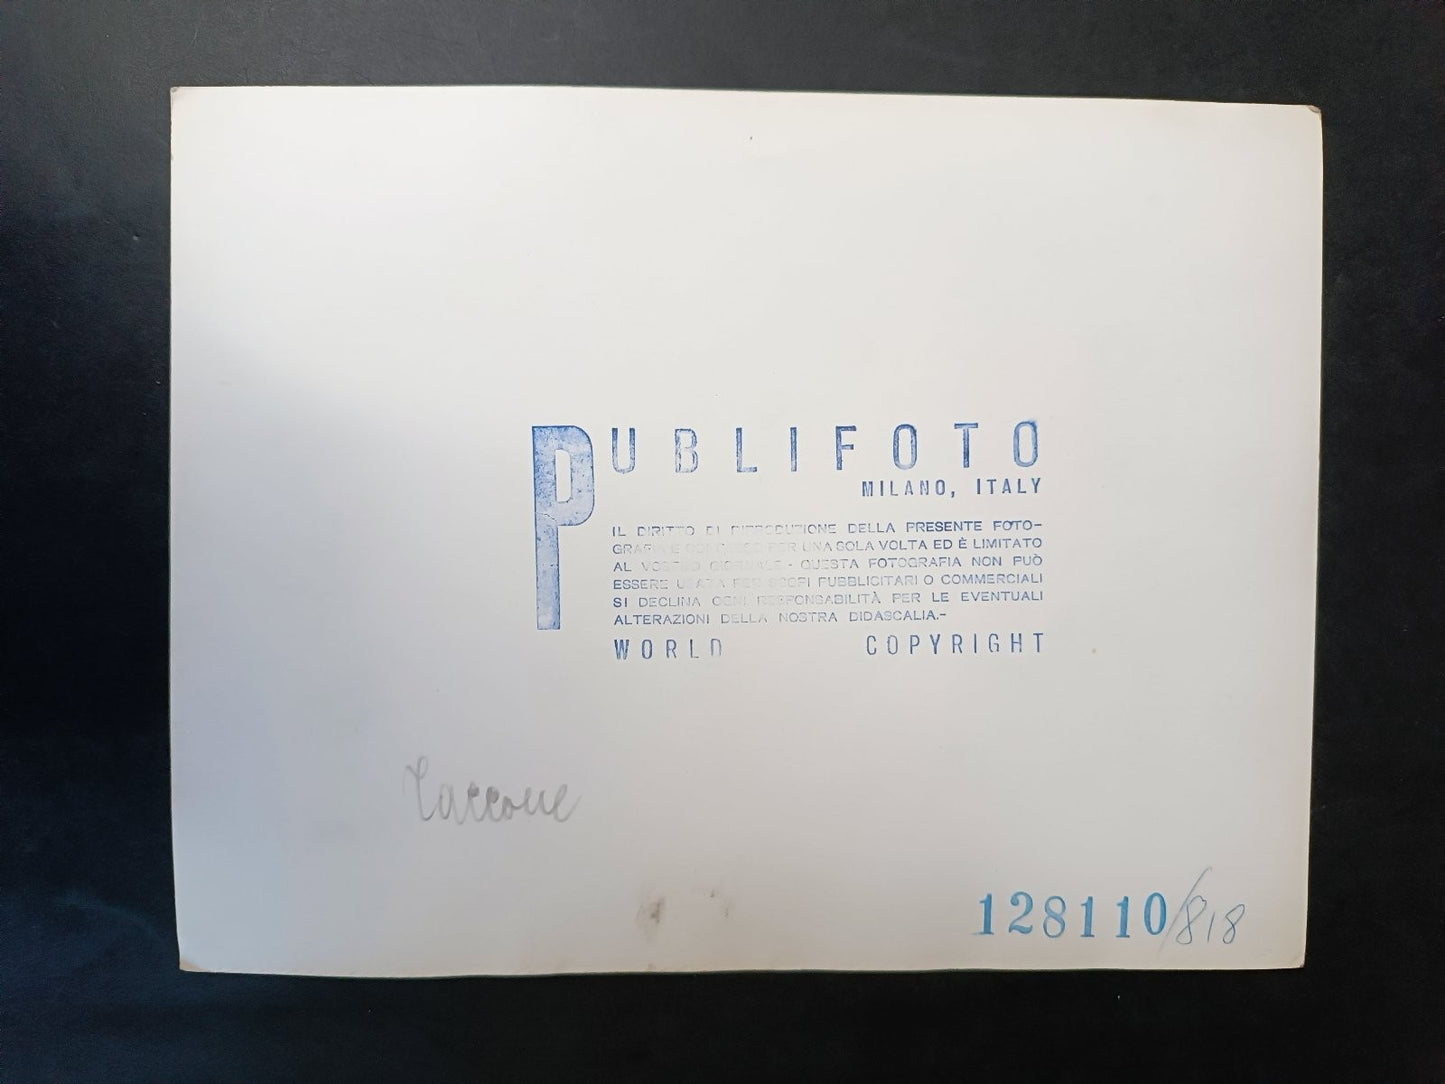 PUBLIFOTO
MILANO, ITALY
IL DIRITTO DI RIPRODUZIONE DELLA PRESENTE FOTO-
GRAFIA È CONCESSO PER UNA SOLA VOLTA ED È LIMITATO
AL VOSTRO GIORNALE.- QUESTA FOTOGRAFIA NON PUÒ
ESSERE USATA PER SCOPI PUBBLICITARI O COMMERCIALI
SI DECLINA OGNI RESPONSABILITÀ PER LE EVENTUALI
ALTERAZIONI DELLA NOSTRA DIDASCALIA.-
WORLD COPYRIGHT
Taccone
128110/818